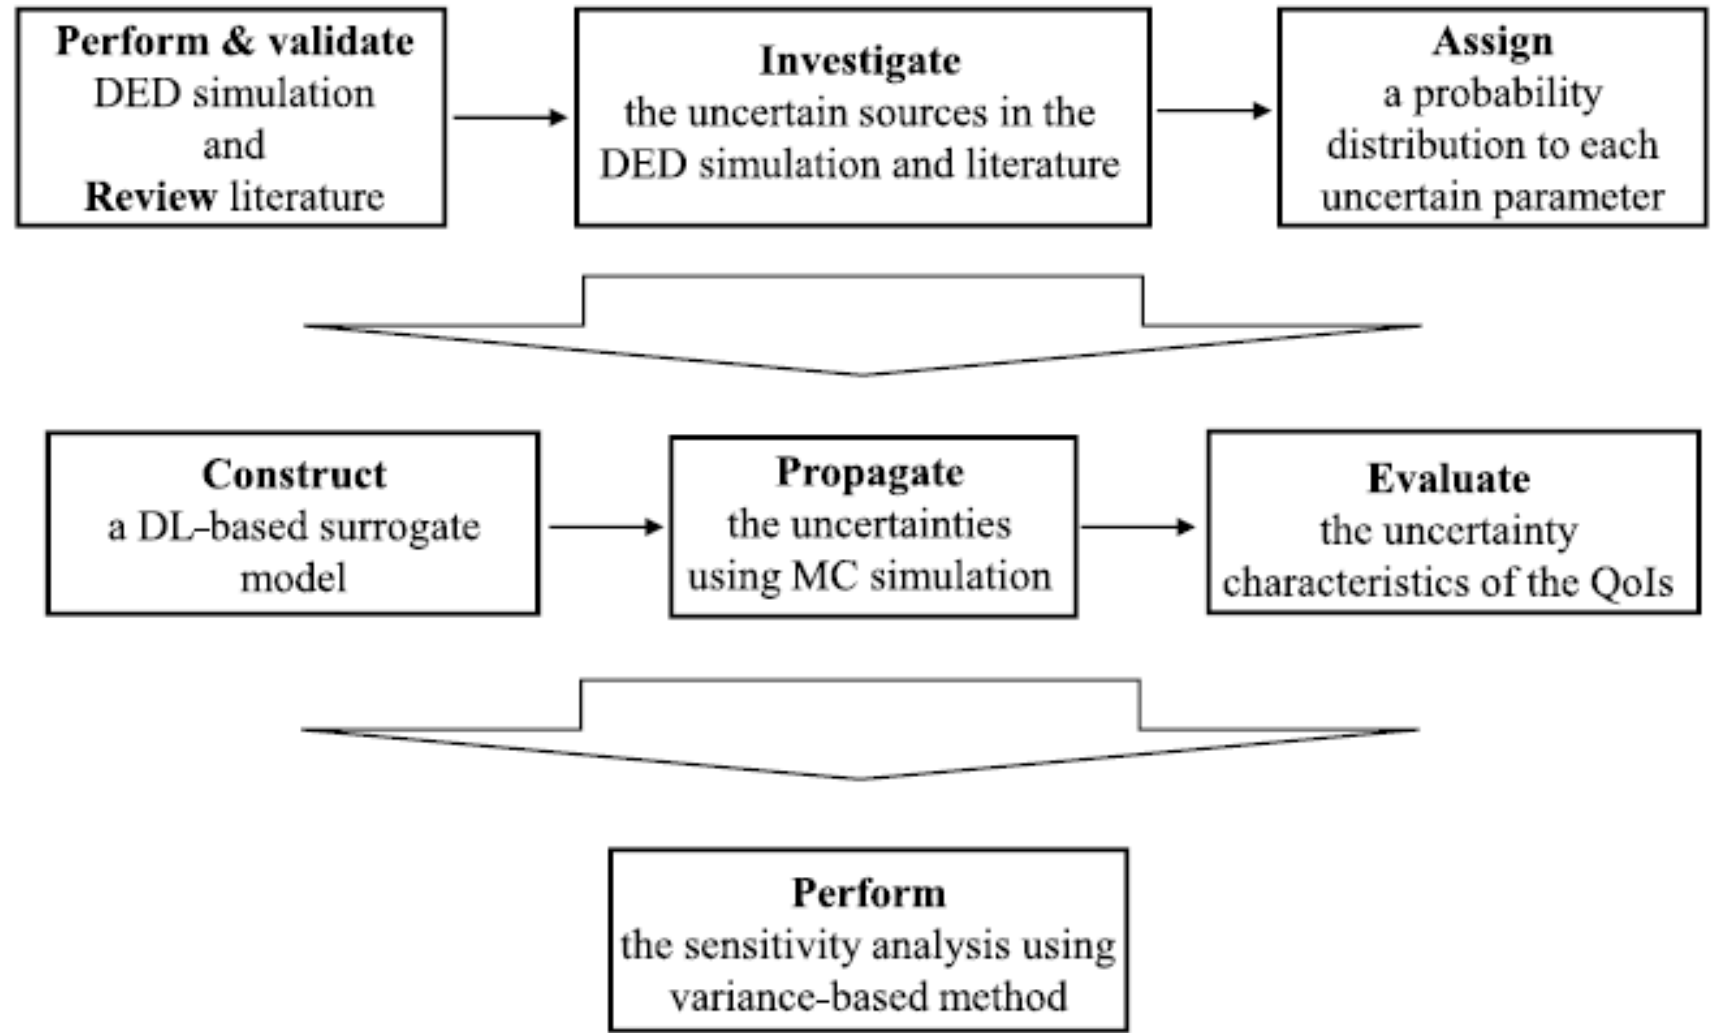 Perform & validate
DED simulation
and
Review literature
Investigate
the uncertain sources in the
DED simulation and literature
Assign
a probability
distribution to each
uncertain parameter
Construct
a DL-based surrogate
model
Propagate
the uncertainties
using MC simulation
Evaluate
the uncertainty
characteristics of the QoIs
Perform
the sensitivity analysis using
variance-based method